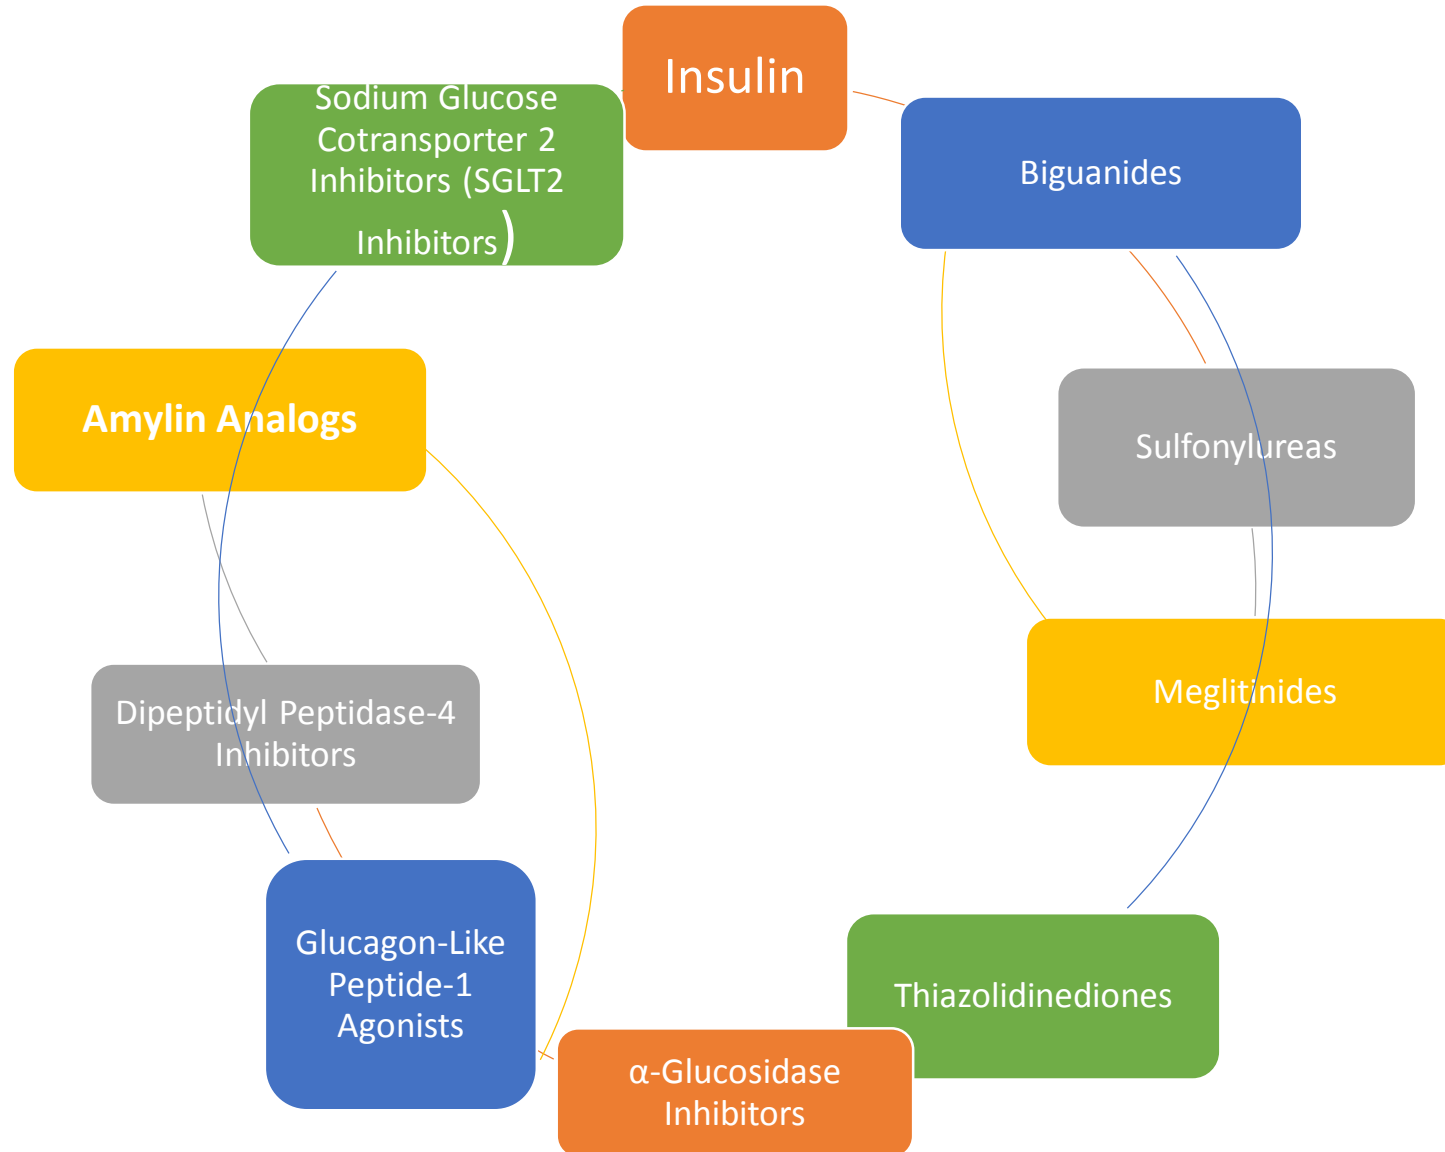 Insulin
Biguanides
Sulfonylureas
Meglitinides
Thiazolidinediones
α-Glucosidase
Inhibitors
Glucagon-Like
Peptide-1
Agonists
Dipeptidyl Peptidase-4
Inhibitors
Amylin Analogs
Sodium Glucose
Cotransporter 2
Inhibitors (SGLT2
Inhibitors)